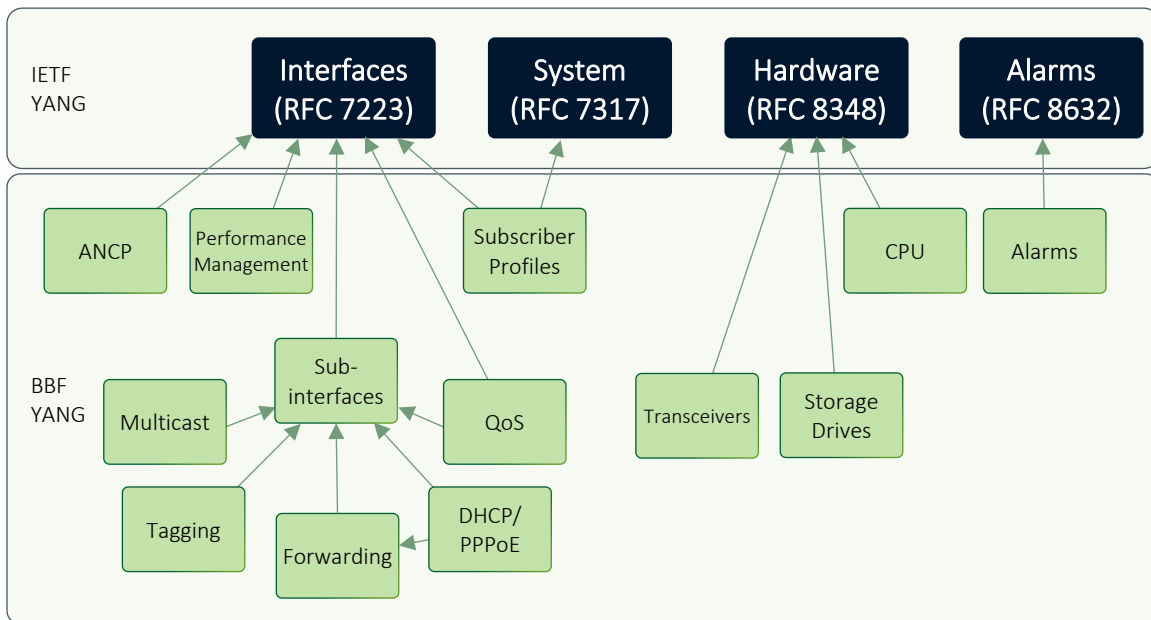 IETF
YANG
Interfaces
(RFC 7223)
System
(RFC 7317)
Hardware
(RFC 8348)
Alarms
(RFC 8632)
ANCP
Performance
Management
Subscriber
Profiles
CPU
Alarms
BBF
YANG
Sub-
interfaces
Multicast
QoS
Transceivers
Storage
Drives
Tagging
Forwarding
DHCP/
PPPoE